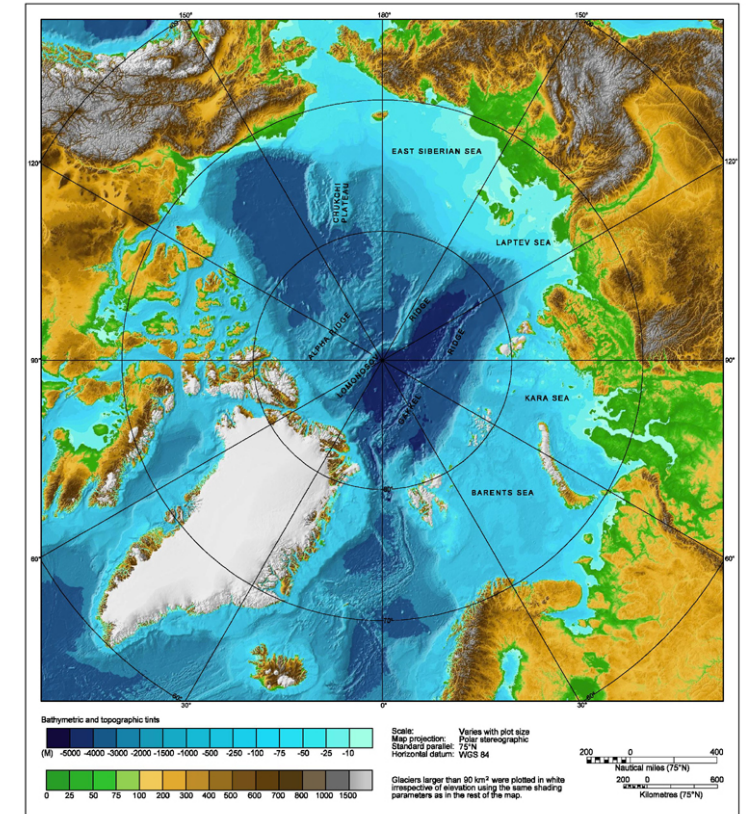 150°
180°
150°
120°
120°
EAST SIBERIAN SEA
CHUKCHI
PLATEAU
LAPTEV SEA
ALPHA RIDGE
RIDGE
RIDGE
LOMONOSOV
90°
90°
GAKKEL
KARA SEA
BARENTS SEA
60°
60°
30°
0°
30°
Bathymetric and topographic tints
(M) -5000 -4000 -3000 -2000 -1500 -1000 -500 -250 -100 -75 -50 -25 -10
0 25 50 75 100 200 300 400 500 600 700 800 1000 1500
Scale: Varies with plot size
Map projection: Polar stereographic
Standard parallel: 75°N
Horizontal datum: WGS 84
Glaciers larger than 90 km² were plotted in white
irrespective of elevation using the same shading
parameters as in the rest of the map.
200 0 400
Nautical miles (75°N)
200 0 600
Kilometres (75°N)